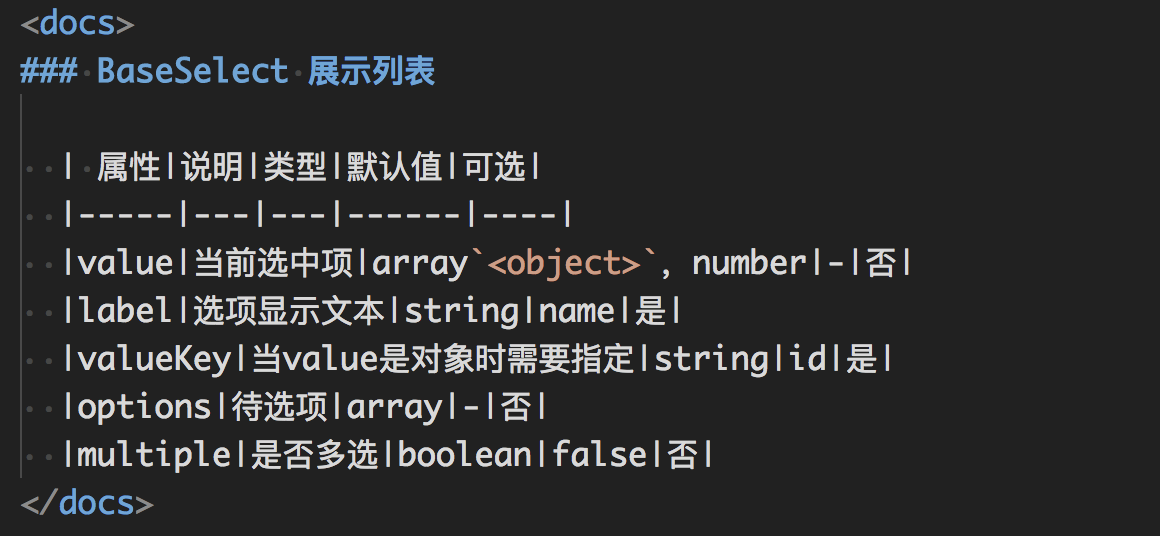 <docs>
### BaseSelect 展示列表
| 属性|说明|类型|默认值|可选|
|-----|---|---|------|----|
|value|当前选中项|array`<object>`，number|-|否|
|label|选项显示文本|string|name|是|
|valueKey|当value是对象时需要指定|string|id|是|
|options|待选项|array|-|否|
|multiple|是否多选|boolean|false|否|
</docs>